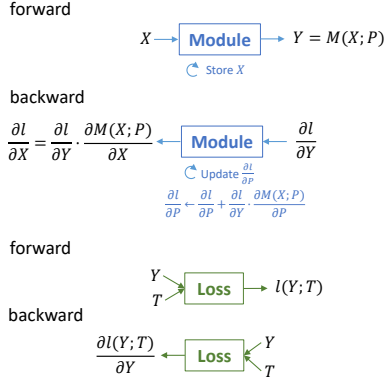 forward
X Module Y = M(X; P)
Store X
backward
∂l/∂X = ∂l/∂Y · ∂M(X; P)/∂X Module ∂l/∂Y
Update ∂l/∂P
∂l/∂P ← ∂l/∂P + ∂l/∂Y · ∂M(X; P)/∂P
forward
Y
T Loss l(Y; T)
backward
∂l(Y; T)/∂Y Loss Y
T